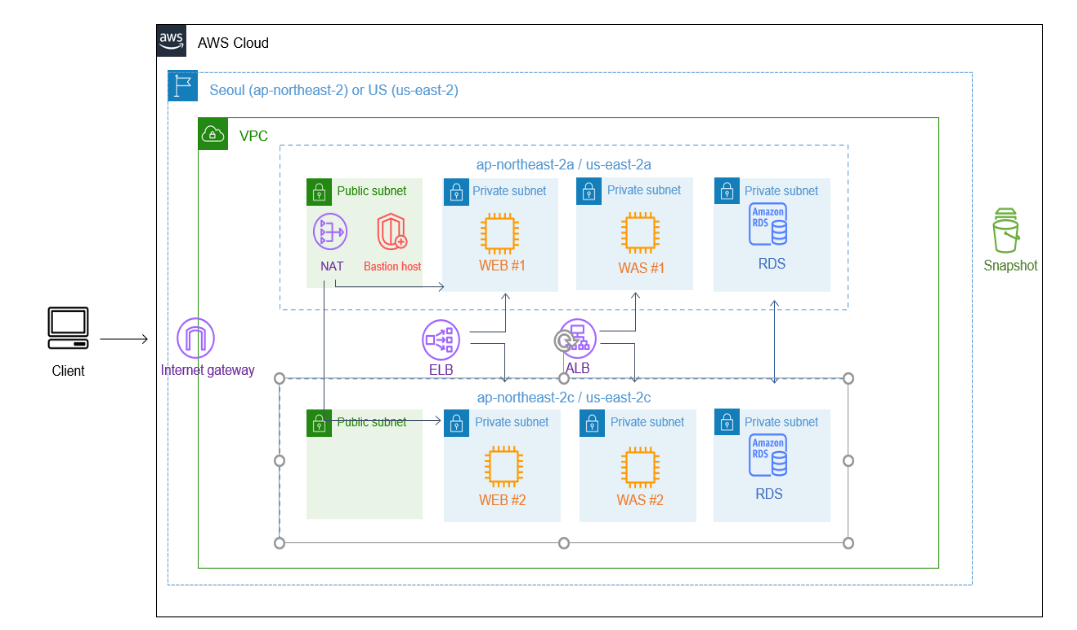 aws
AWS Cloud
Seoul (ap-northeast-2) or US (us-east-2)
VPC
ap-northeast-2a / us-east-2a
Public subnet
Private subnet
Private subnet
Private subnet
Amazon
RDS
NAT
Bastion host
WEB #1
WAS #1
RDS
Snapshot
Client
Internet gateway
ELB
ALB
ap-northeast-2c / us-east-2c
Public subnet
Private subnet
Private subnet
Private subnet
Amazon
RDS
WEB #2
WAS #2
RDS